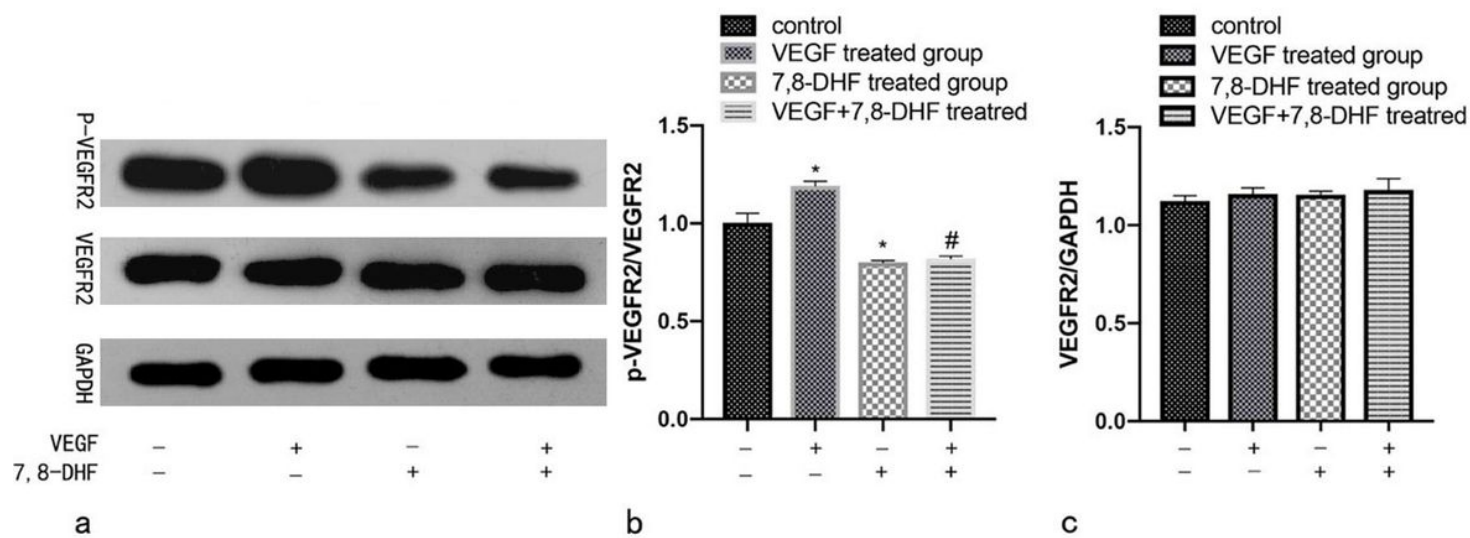 P-VEGFR2
VEGFR2
GAPDH
VEGF − + − +
7,8-DHF − − + +
a
control
VEGF treated group
7,8-DHF treated group
VEGF+7,8-DHF treatred
p-VEGFR2/VEGFR2
1.5
1.0
0.5
0.0
*
*
#
− + − +
− − + +
b
control
VEGF treated group
7,8-DHF treated group
VEGF+7,8-DHF treatred
VEGFR2/GAPDH
1.5
1.0
0.5
0.0
− + − +
− − + +
c